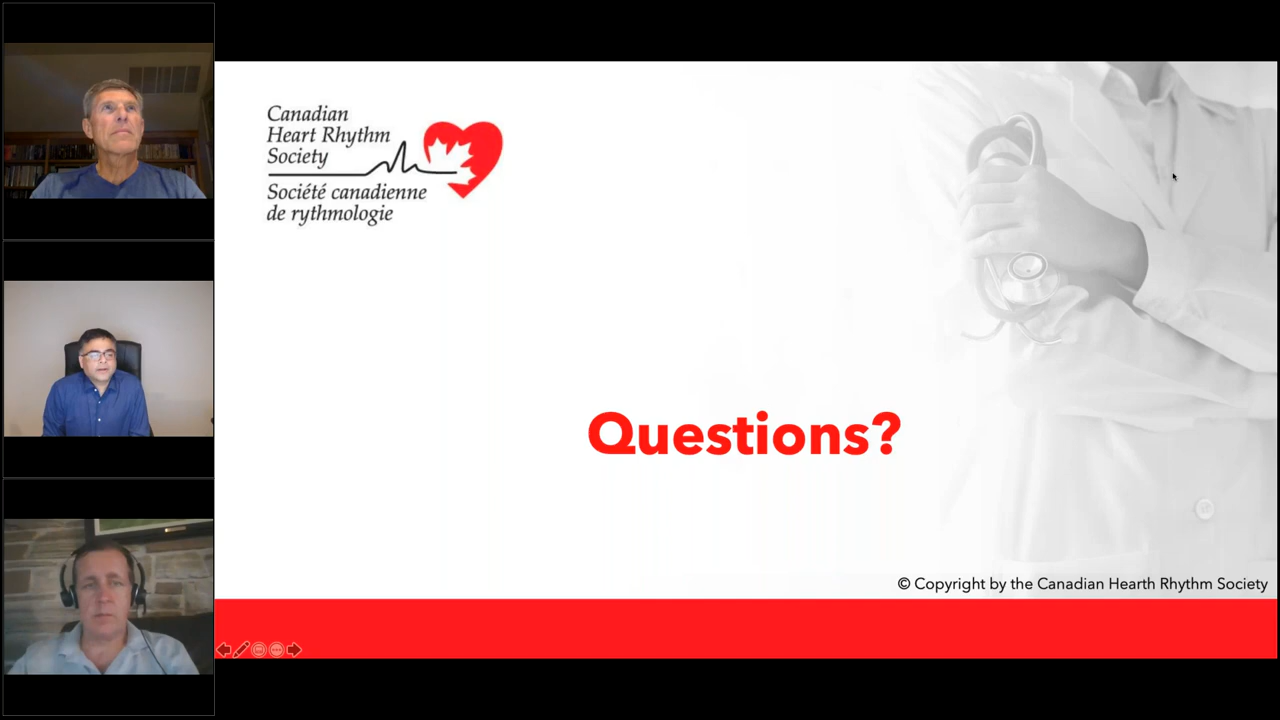 Canadian
Heart Rhythm
Society
Société canadienne
de rythmologie
Questions?
© Copyright by the Canadian Hearth Rhythm Society